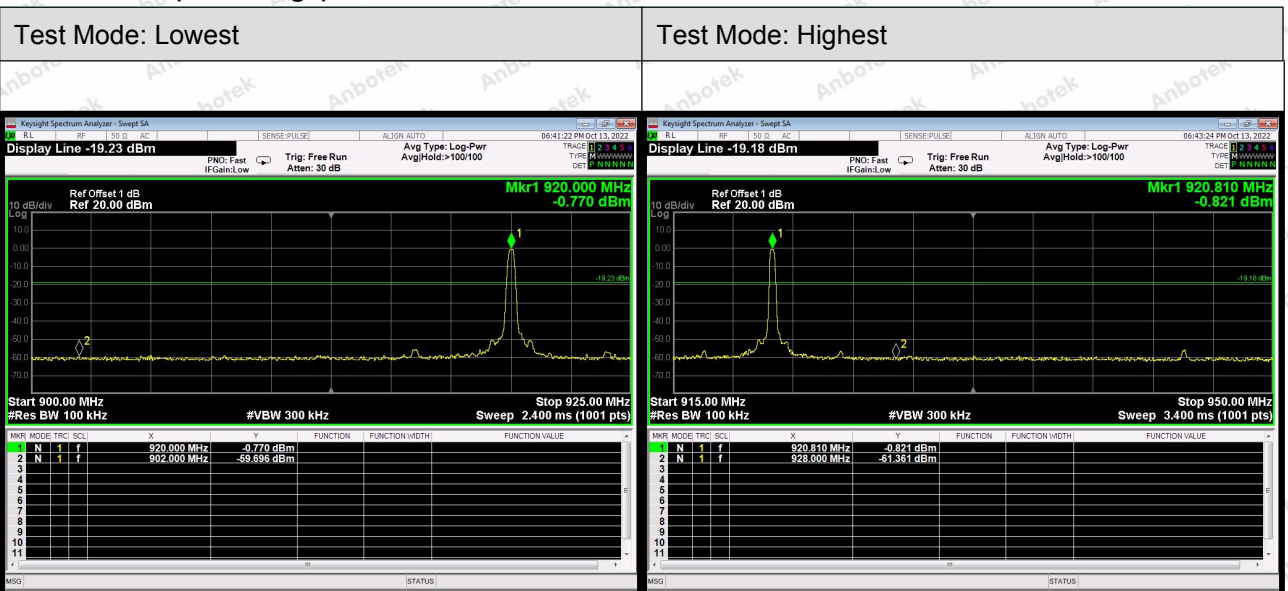 Test Mode: Lowest
Test Mode: Highest
Keysight Spectrum Analyzer - Swept SA
RL RF 50 Ω AC SENSE:PULSE ALIGN AUTO 06:41:22 PM Oct 13, 2022
Display Line -19.23 dBm
PNO: Fast
IFGain:Low
Trig: Free Run
Atten: 30 dB
Avg Type: Log-Pwr
Avg|Hold:>100/100
TRACE 1 2 3 4 5 6
TYPE M WWWWW
DET P N N N N N
Mkr1 920.000 MHz
-0.770 dBm
Ref Offset 1 dB
10 dB/div Ref 20.00 dBm
Log
10.0
0.00
-10.0
-20.0
-30.0
-40.0
-50.0
-60.0
-70.0
1
-19.23 dBm
2
Start 900.00 MHz Stop 925.00 MHz
#Res BW 100 kHz #VBW 300 kHz Sweep 2.400 ms (1001 pts)
MKR MODE TRC SCL X Y FUNCTION FUNCTION WIDTH FUNCTION VALUE
1 N 1 f 920.000 MHz -0.770 dBm
2 N 1 f 902.000 MHz -59.696 dBm
3
4
5
6
7
8
9
10
11
MSG STATUS
Keysight Spectrum Analyzer - Swept SA
RL RF 50 Ω AC SENSE:PULSE ALIGN AUTO 06:43:24 PM Oct 13, 2022
Display Line -19.18 dBm
PNO: Fast
IFGain:Low
Trig: Free Run
Atten: 30 dB
Avg Type: Log-Pwr
Avg|Hold:>100/100
TRACE 1 2 3 4 5 6
TYPE M WWWWW
DET P N N N N N
Mkr1 920.810 MHz
-0.821 dBm
Ref Offset 1 dB
10 dB/div Ref 20.00 dBm
Log
10.0
0.00
-10.0
-20.0
-30.0
-40.0
-50.0
-60.0
-70.0
1
-19.18 dBm
2
Start 915.00 MHz Stop 950.00 MHz
#Res BW 100 kHz #VBW 300 kHz Sweep 3.400 ms (1001 pts)
MKR MODE TRC SCL X Y FUNCTION FUNCTION WIDTH FUNCTION VALUE
1 N 1 f 920.810 MHz -0.821 dBm
2 N 1 f 928.000 MHz -61.361 dBm
3
4
5
6
7
8
9
10
11
MSG STATUS